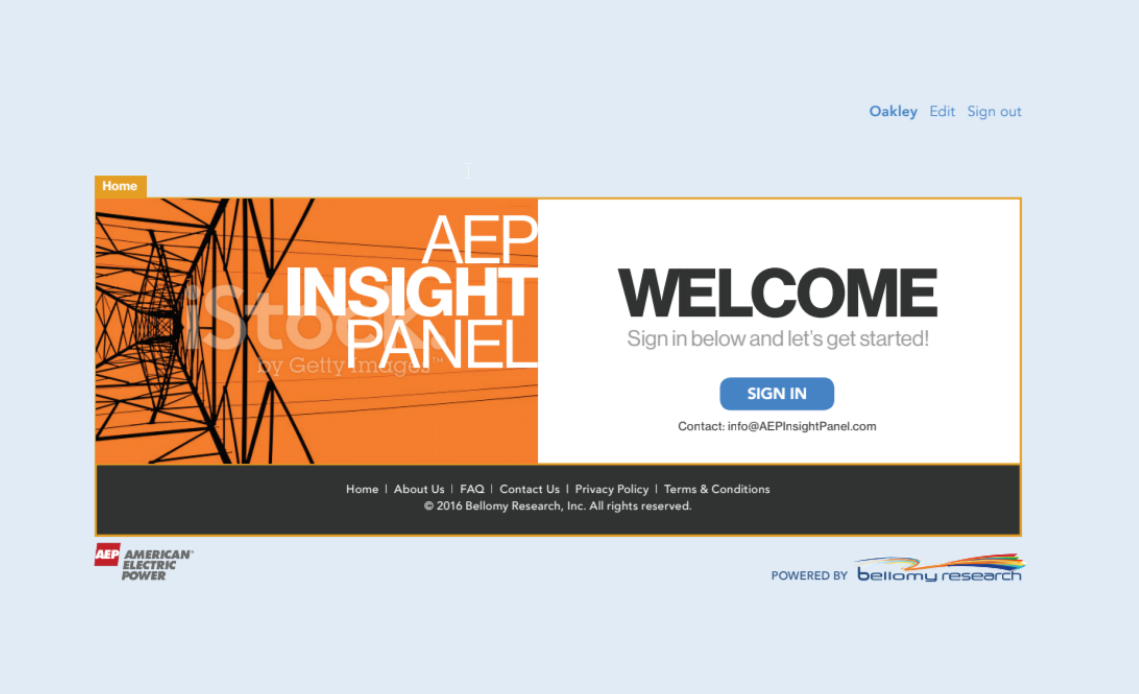 Oakley Edit Sign out
Home
AEP
INSIGHT
PANEL
iStock.
by Getty Images™
WELCOME
Sign in below and let's get started!
SIGN IN
Contact: info@AEPInsightPanel.com
Home | About Us | FAQ | Contact Us | Privacy Policy | Terms & Conditions
© 2016 Bellomy Research, Inc. All rights reserved.
AEP AMERICAN®
ELECTRIC
POWER
POWERED BY bellomy research